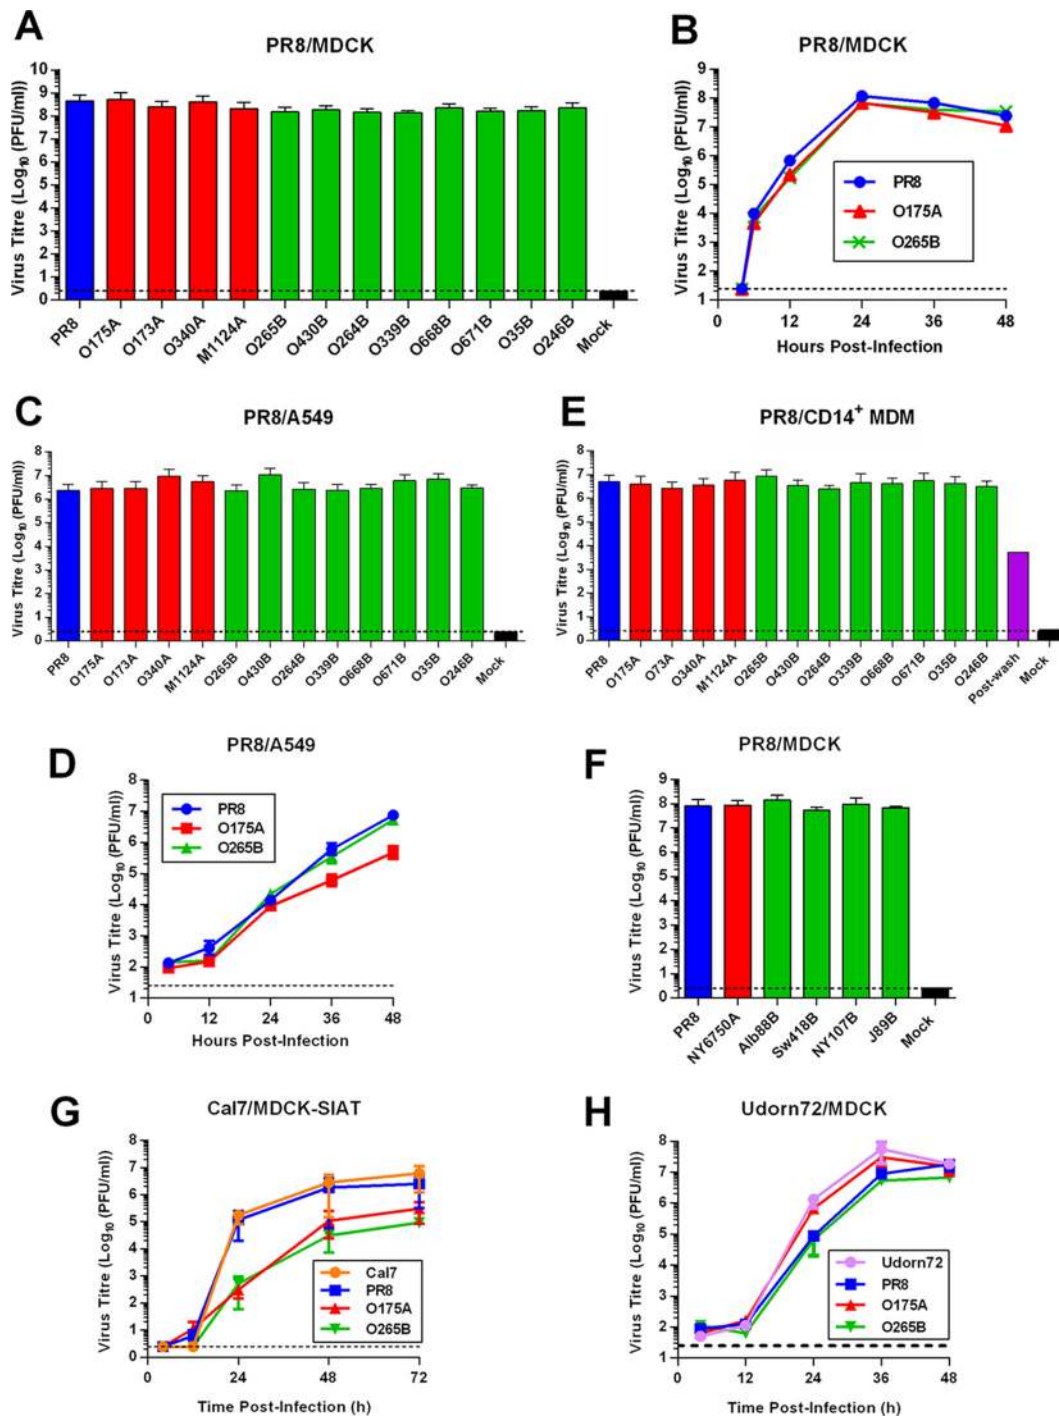 A
PR8/MDCK
Virus Titre (Log10 (PFU/ml))
10
9
8
7
6
5
4
3
2
1
0
PR8
O175A
O173A
O340A
M1124A
O265B
O430B
O264B
O339B
O668B
O671B
O35B
O246B
Mock
B
PR8/MDCK
Virus Titre (Log10 (PFU/ml))
9
8
7
6
5
4
3
2
1
PR8
O175A
O265B
0 12 24 36 48
Hours Post-Infection
C
PR8/A549
Virus Titre (Log10 (PFU/ml))
8
7
6
5
4
3
2
1
0
PR8
O175A
O173A
O340A
M1124A
O265B
O430B
O264B
O339B
O668B
O671B
O35B
O246B
Mock
E
PR8/CD14+ MDM
Virus Titre (Log10 (PFU/ml))
8
7
6
5
4
3
2
1
0
PR8
O175A
O73A
O340A
M1124A
O265B
O430B
O264B
O339B
O668B
O671B
O35B
O246B
Post-wash
Mock
D
PR8/A549
Virus Titre (Log10 (PFU/ml))
8
7
6
5
4
3
2
1
PR8
O175A
O265B
0 12 24 36 48
Hours Post-Infection
F
PR8/MDCK
Virus Titre (Log10 (PFU/ml))
9
8
7
6
5
4
3
2
1
0
PR8
NY6750A
Alb88B
Sw418B
NY107B
J89B
Mock
G
Cal7/MDCK-SIAT
Virus Titre (Log10 (PFU/ml))
8
7
6
5
4
3
2
1
0
Cal7
PR8
O175A
O265B
0 24 48 72
Time Post-Infection (h)
H
Udorn72/MDCK
Virus Titre (Log10 (PFU/ml))
8
7
6
5
4
3
2
1
Udorn72
PR8
O175A
O265B
0 12 24 36 48
Time Post-Infection (h)